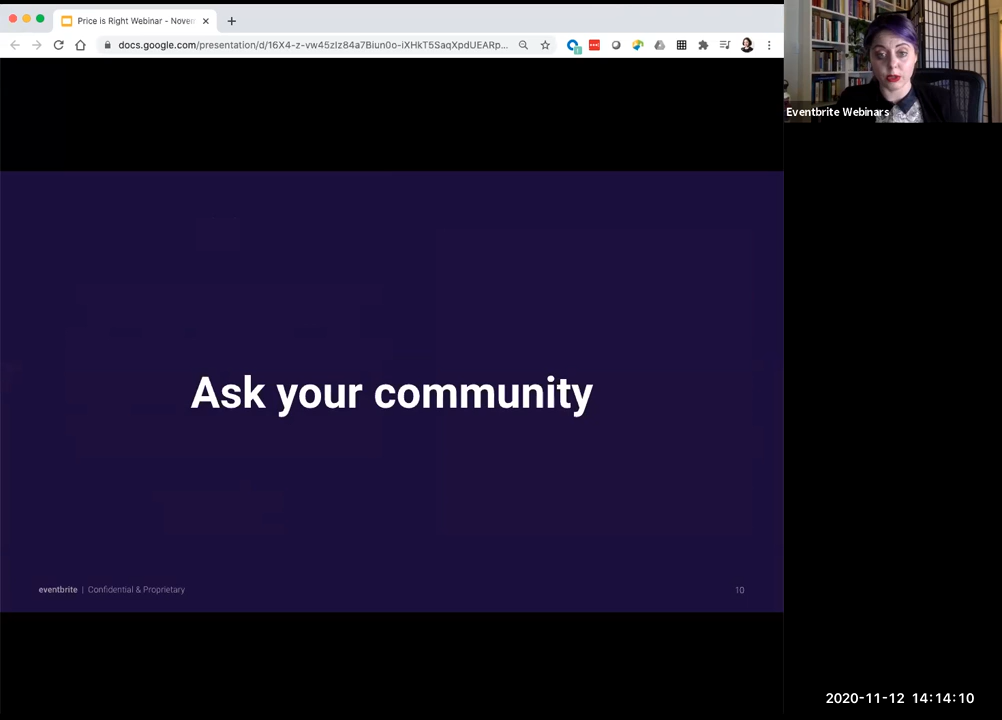 Price is Right Webinar - Novem
docs.google.com/presentation/d/16X4-z-vw45zIz84a7Biun0o-iXHkT5SaqXpdUEARp...
Eventbrite Webinars
Ask your community
eventbrite | Confidential & Proprietary
10
2020-11-12 14:14:10